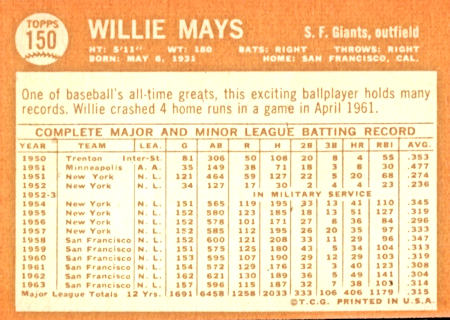 TOPPS
150
WILLIE MAYS
S. F. Giants, outfield
HT: 5'11" WT: 180 BATS: RIGHT THROWS: RIGHT
BORN: MAY 6, 1931 HOME: SAN FRANCISCO, CAL.
One of baseball's all-time greats, this exciting ballplayer holds many
records. Willie crashed 4 home runs in a game in April 1961.
COMPLETE MAJOR AND MINOR LEAGUE BATTING RECORD
YEAR TEAM LEA. G AB R H 2B 3B HR RBI AVG.
1950 Trenton Inter-St. 81 306 50 108 20 8 4 55 .353
1951 Minneapolis A.A. 35 149 38 71 18 3 8 30 .477
1951 New York N.L. 121 464 59 127 22 5 20 68 .274
1952 New York N.L. 34 127 17 30 2 4 4 23 .236
1952-3 IN MILITARY SERVICE
1954 New York N.L. 151 565 119 195 33 13 41 110 .345
1955 New York N.L. 152 580 123 185 18 13 51 127 .319
1956 New York N.L. 152 578 101 171 27 8 36 84 .296
1957 New York N.L. 152 585 112 195 26 20 35 97 .333
1958 San Francisco N.L. 152 600 121 208 33 11 29 96 .347
1959 San Francisco N.L. 151 575 125 180 43 5 34 104 .313
1960 San Francisco N.L. 153 595 107 190 29 12 29 103 .319
1961 San Francisco N.L. 154 572 129 176 32 3 40 123 .308
1962 San Francisco N.L. 162 621 130 189 36 5 49 141 .304
1963 San Francisco N.L. 157 596 115 187 32 7 38 103 .314
Major League Totals 12 Yrs. 1691 6458 1258 2033 333 106 406 1179 .315
©T.C.G. PRINTED IN U.S.A.